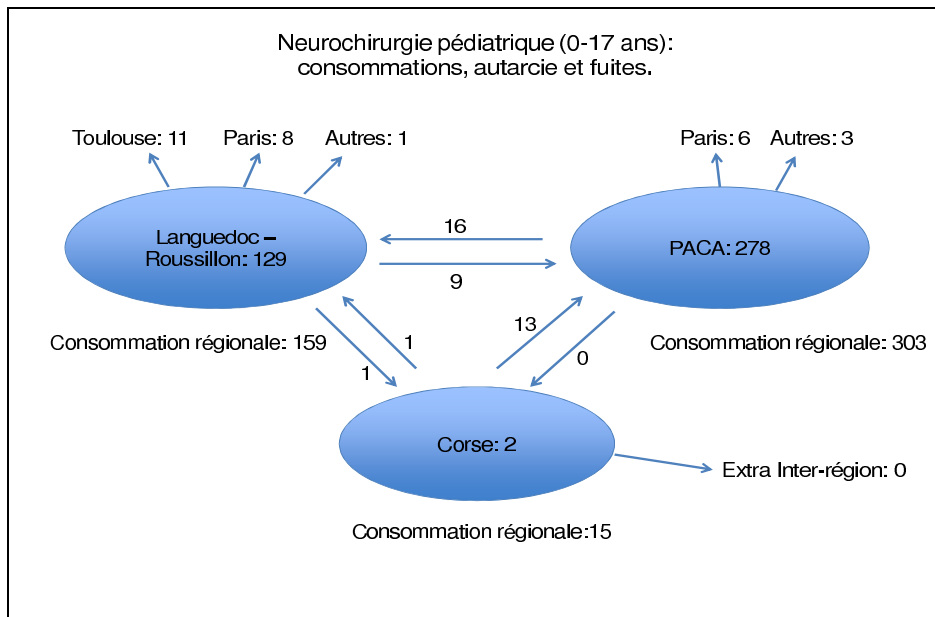 Neurochirurgie pédiatrique (0-17 ans):
consommations, autarcie et fuites.
Toulouse: 11
Paris: 8
Autres: 1
Paris: 6
Autres: 3
Languedoc –
Roussillon: 129
16
9
PACA: 278
Consommation régionale: 159
1
1
13
0
Consommation régionale: 303
Corse: 2
Extra Inter-région: 0
Consommation régionale:15